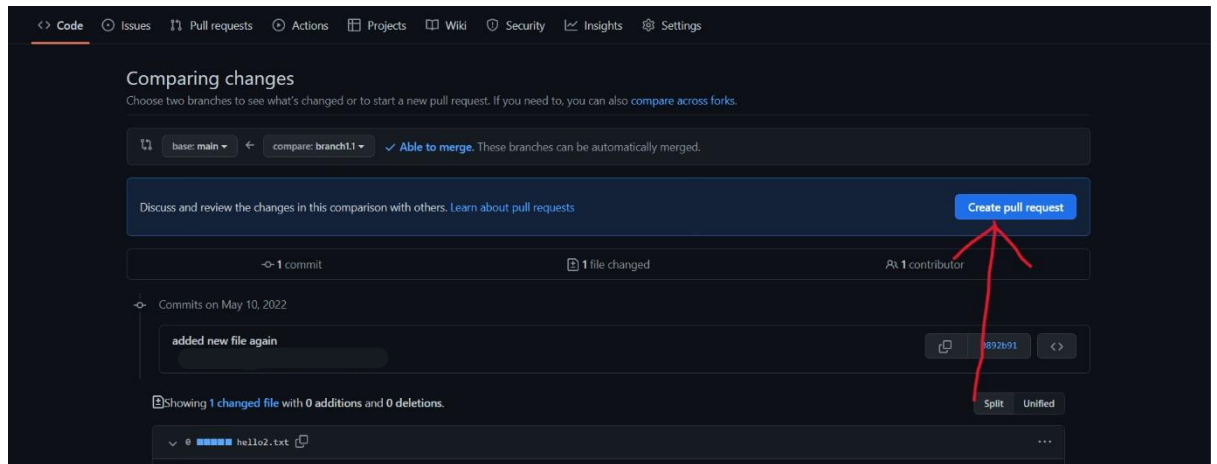 <> Code Issues Pull requests Actions Projects Wiki Security Insights Settings
Comparing changes
Choose two branches to see what's changed or to start a new pull request. If you need to, you can also compare across forks.
base: main ← compare: branch1.1 ✓ Able to merge. These branches can be automatically merged.
Discuss and review the changes in this comparison with others. Learn about pull requests Create pull request
1 commit 1 file changed 1 contributor
Commits on May 10, 2022
added new file again
892b91 <>
Showing 1 changed file with 0 additions and 0 deletions. Split Unified
0 hello2.txt ...